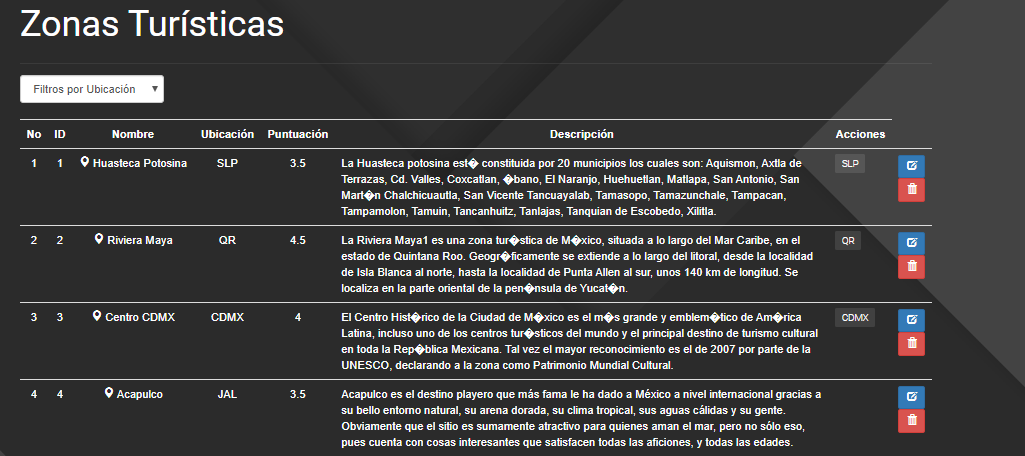 Zonas Turísticas
Filtros por Ubicación
No ID Nombre Ubicación Puntuación Descripción Acciones
1 1 Huasteca Potosina SLP 3.5 La Huasteca potosina est� constituida por 20 municipios los cuales son: Aquismon, Axtla de SLP
Terrazas, Cd. Valles, Coxcatlan, �bano, El Naranjo, Huehuetlan, Matlapa, San Antonio, San
Mart�n Chalchicuautla, San Vicente Tancuayalab, Tamasopo, Tamazunchale, Tampacan,
Tampamolon, Tamuin, Tancanhuitz, Tanlajas, Tanquian de Escobedo, Xilitla.
2 2 Riviera Maya QR 4.5 La Riviera Maya1 es una zona tur�stica de M�xico, situada a lo largo del Mar Caribe, en el QR
estado de Quintana Roo. Geogr�ficamente se extiende a lo largo del litoral, desde la localidad
de Isla Blanca al norte, hasta la localidad de Punta Allen al sur, unos 140 km de longitud. Se
localiza en la parte oriental de la pen�nsula de Yucat�n.
3 3 Centro CDMX CDMX 4 El Centro Hist�rico de la Ciudad de M�xico es el m�s grande y emblem�tico de Am�rica CDMX
Latina, incluso uno de los centros tur�sticos del mundo y el principal destino de turismo cultural
en toda la Rep�blica Mexicana. Tal vez el mayor reconocimiento es el de 2007 por parte de la
UNESCO, declarando a la zona como Patrimonio Mundial Cultural.
4 4 Acapulco JAL 3.5 Acapulco es el destino playero que más fama le ha dado a México a nivel internacional gracias a
su bello entorno natural, su arena dorada, su clima tropical, sus aguas cálidas y su gente.
Obviamente que el sitio es sumamente atractivo para quienes aman el mar, pero no sólo eso,
pues cuenta con cosas interesantes que satisfacen todas las aficiones, y todas las edades.